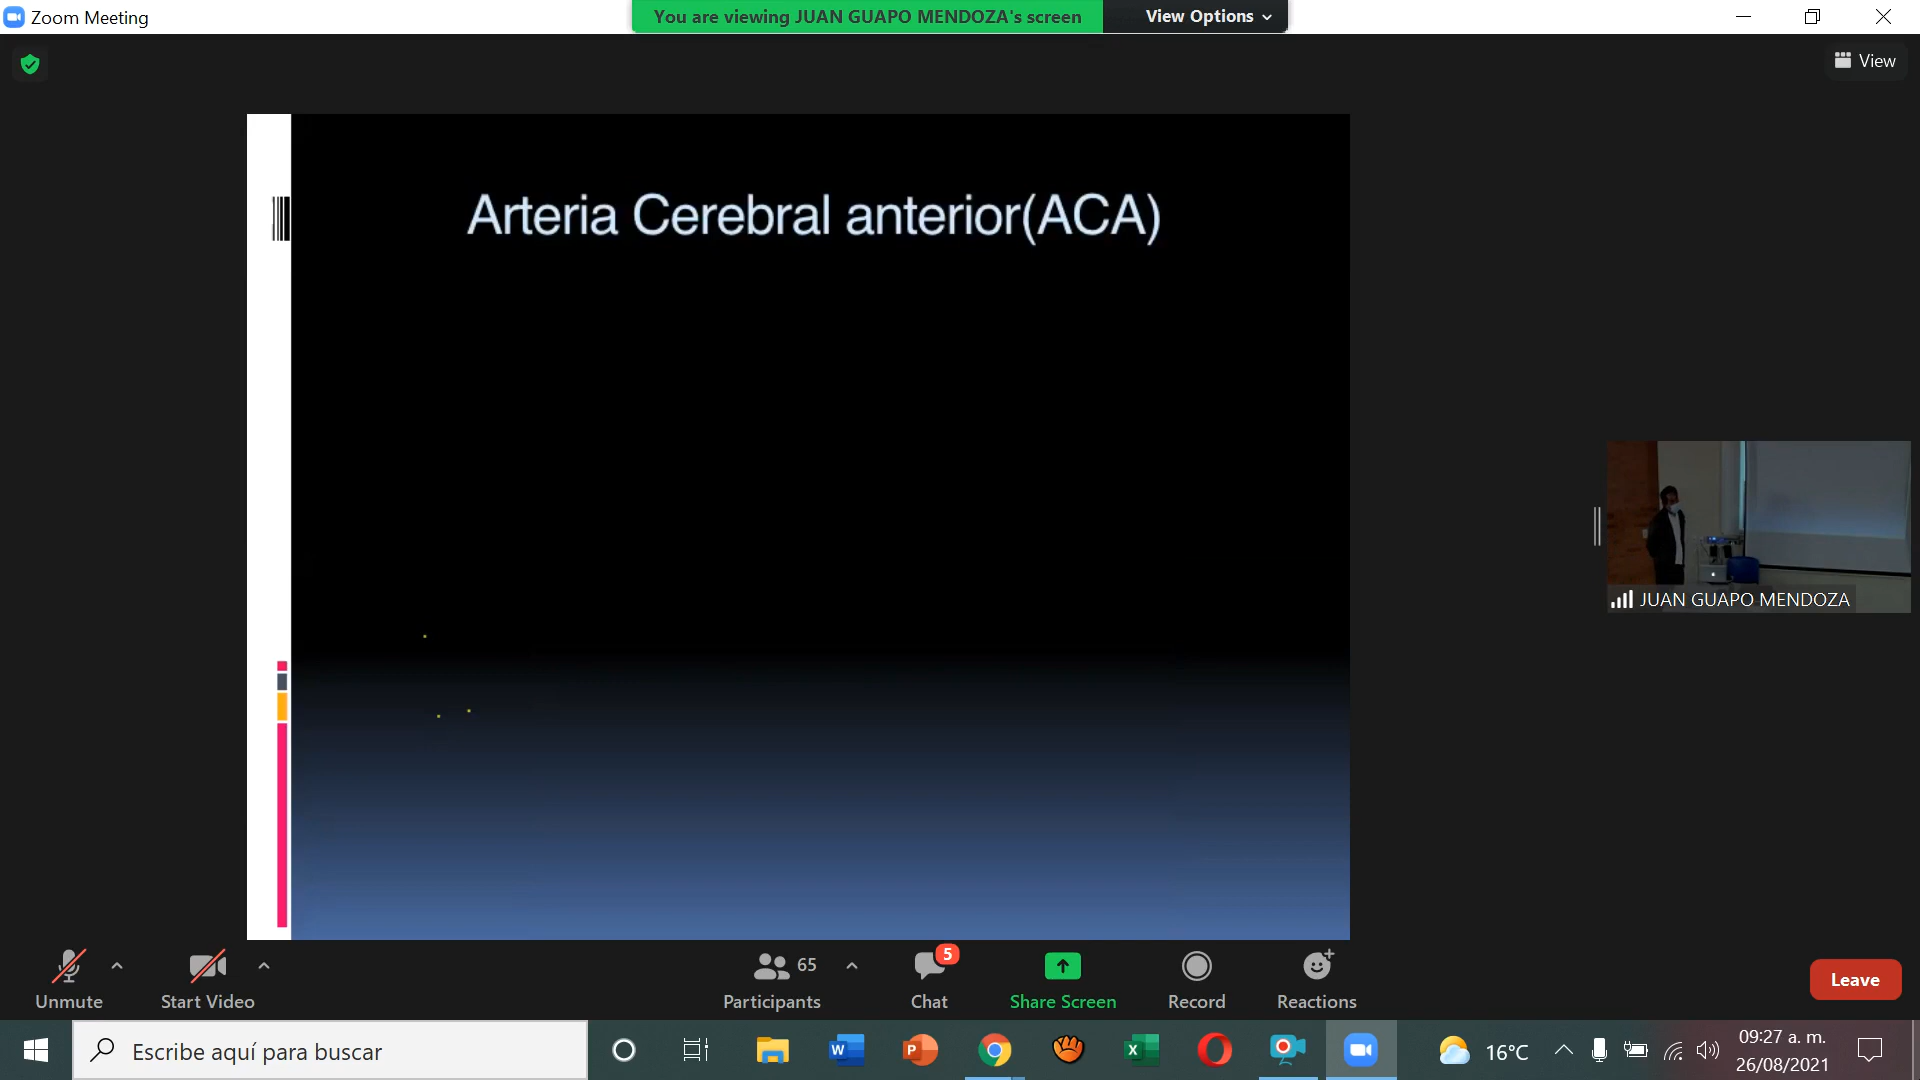 Zoom Meeting
You are viewing JUAN GUAPO MENDOZA's screen
View Options
View
Arteria Cerebral anterior(ACA)
JUAN GUAPO MENDOZA
Unmute
Start Video
65
Participants
5
Chat
Share Screen
Record
Reactions
Leave
Escribe aquí para buscar
16°C
09:27 a. m.
26/08/2021